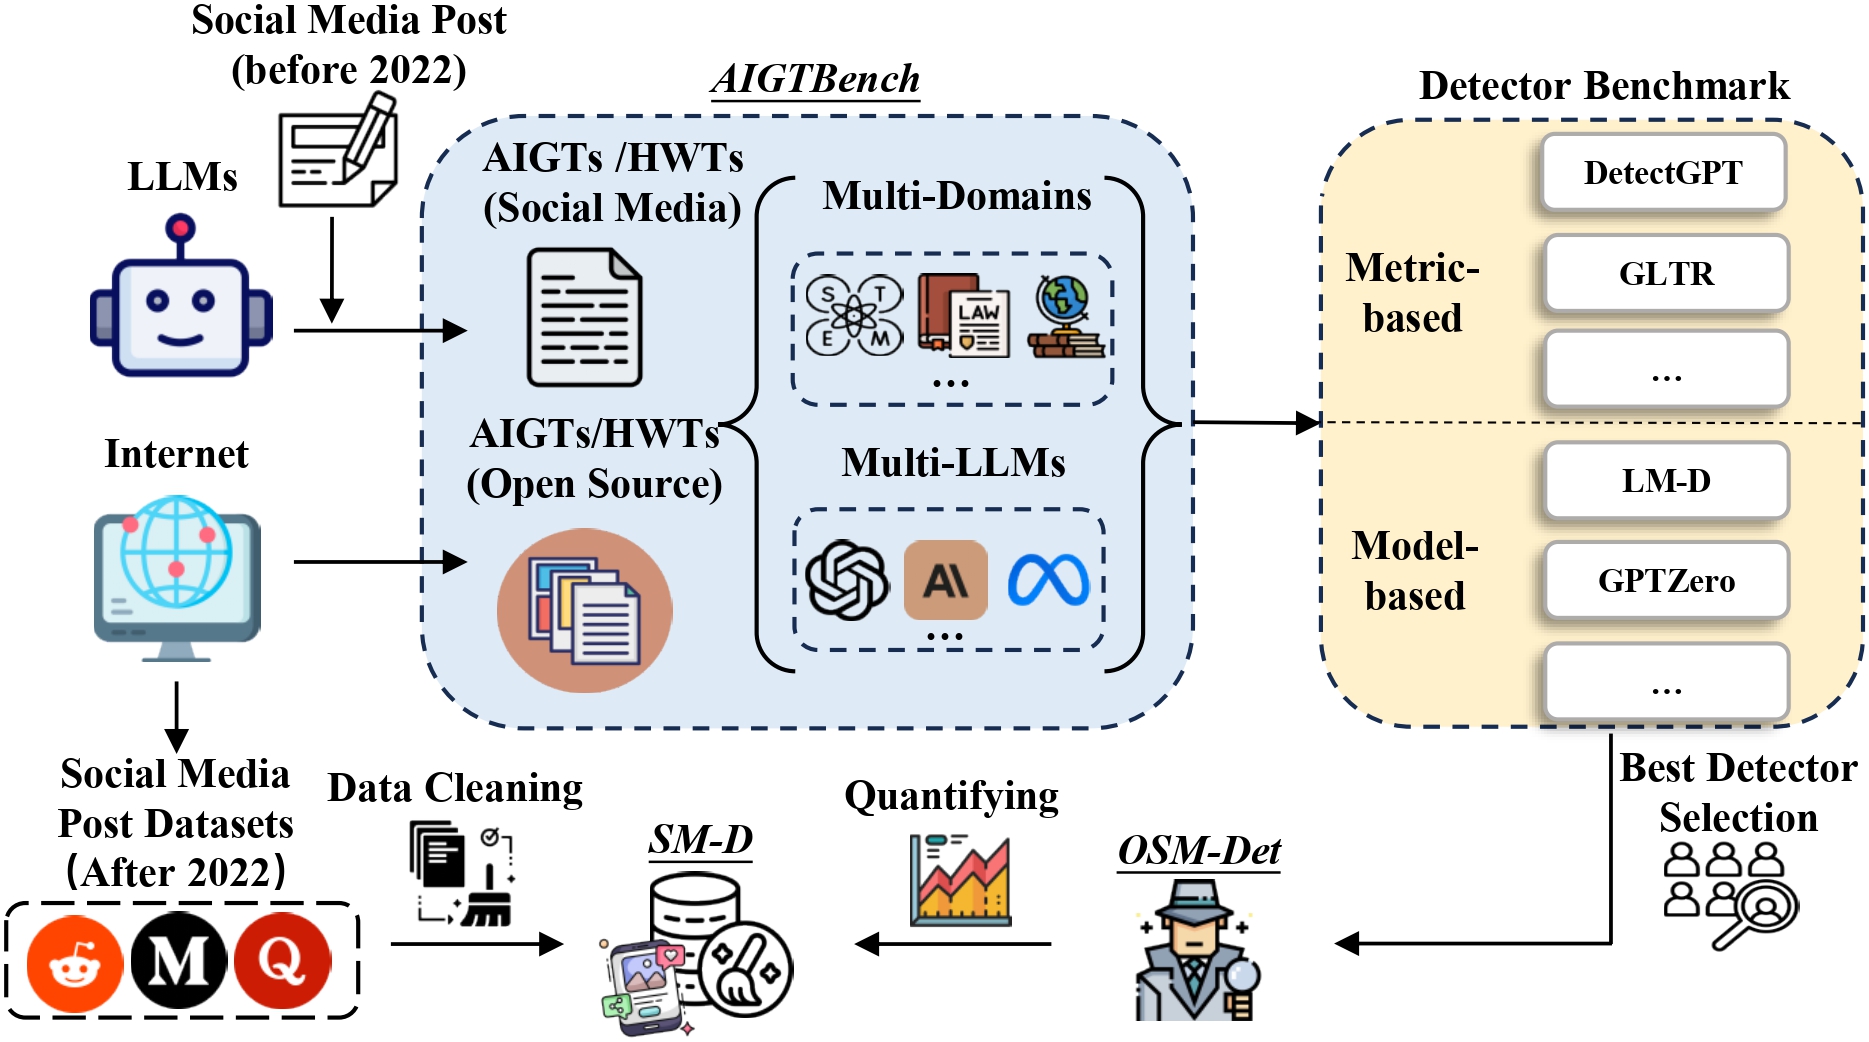 Social Media Post
(before 2022)
LLMs
Internet
AIGTBench
AIGTs /HWTs
(Social Media)
AIGTs/HWTs
(Open Source)
Multi-Domains
S T
E M
LAW
...
Multi-LLMs
AI
...
Detector Benchmark
Metric-
based
DetectGPT
GLTR
...
Model-
based
LM-D
GPTZero
...
Best Detector
Selection
OSM-Det
Quantifying
SM-D
Data Cleaning
Social Media
Post Datasets
(After 2022)
M
Q